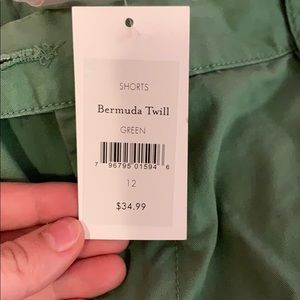 SHORTS
Bermuda Twill
GREEN
7 96795 01594 6
12
$34.99